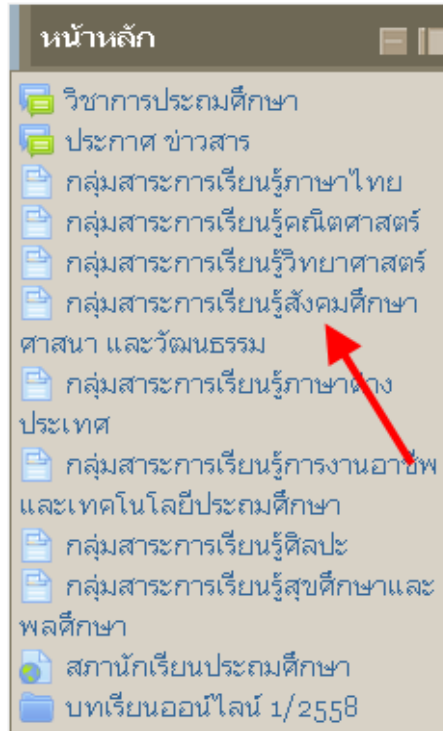 หน้าหลัก
วิชาการประถมศึกษา
ประกาศ ข่าวสาร
กลุ่มสาระการเรียนรู้ภาษาไทย
กลุ่มสาระการเรียนรู้คณิตศาสตร์
กลุ่มสาระการเรียนรู้วิทยาศาสตร์
กลุ่มสาระการเรียนรู้สังคมศึกษา
ศาสนา และวัฒนธรรม
กลุ่มสาระการเรียนรู้ภาษาต่าง
ประเทศ
กลุ่มสาระการเรียนรู้การงานอาชีพ
และเทคโนโลยีประถมศึกษา
กลุ่มสาระการเรียนรู้ศิลปะ
กลุ่มสาระการเรียนรู้สุขศึกษาและ
พลศึกษา
สภานักเรียนประถมศึกษา
บทเรียนออนไลน์ 1/2558